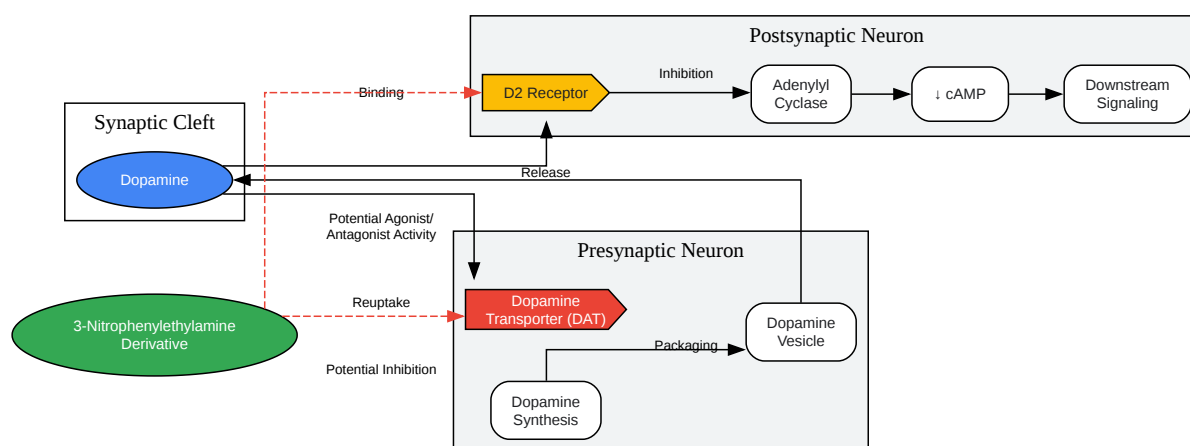 Postsynaptic Neuron
D2 Receptor
Inhibition
Adenylyl
Cyclase
↓ cAMP
Downstream
Signaling
Binding
Synaptic Cleft
Dopamine
Release
Potential Agonist/
Antagonist Activity
Presynaptic Neuron
Reuptake
Dopamine
Transporter (DAT)
3-Nitrophenylethylamine
Derivative
Dopamine
Vesicle
Packaging
Potential Inhibition
Dopamine
Synthesis